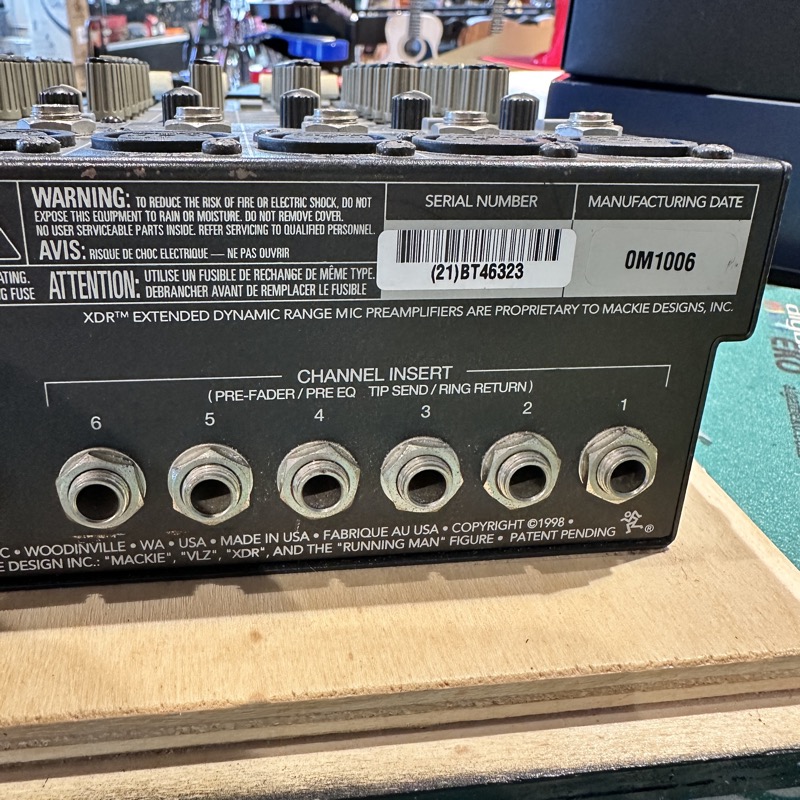 WARNING: TO REDUCE THE RISK OF FIRE OR ELECTRIC SHOCK, DO NOT
EXPOSE THIS EQUIPMENT TO RAIN OR MOISTURE. DO NOT REMOVE COVER.
NO USER SERVICEABLE PARTS INSIDE. REFER SERVICING TO QUALIFIED PERSONNEL.
AVIS: RISQUE DE CHOC ELECTRIQUE — NE PAS OUVRIR
ATING.
G FUSE
ATTENTION: UTILISE UN FUSIBLE DE RECHANGE DE MÊME TYPE.
DEBRANCHER AVANT DE REMPLACER LE FUSIBLE
SERIAL NUMBER
(21)BT46323
MANUFACTURING DATE
0M1006
XDR™ EXTENDED DYNAMIC RANGE MIC PREAMPLIFIERS ARE PROPRIETARY TO MACKIE DESIGNS, INC.
CHANNEL INSERT
(PRE-FADER / PRE EQ TIP SEND / RING RETURN)
6 5 4 3 2 1
C • WOODINVILLE • WA • USA • MADE IN USA • FABRIQUE AU USA • COPYRIGHT ©1998 •
E DESIGN INC.: "MACKIE", "VLZ", "XDR", AND THE "RUNNING MAN" FIGURE • PATENT PENDING ®
EKO